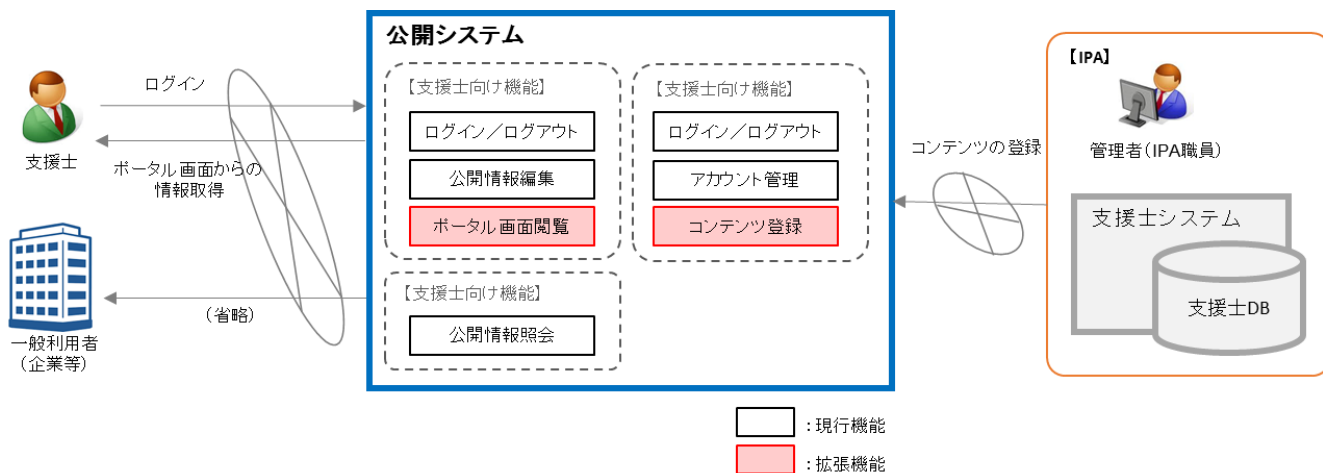 公開システム
【IPA】
【支援士向け機能】
【支援士向け機能】
ログイン
ログイン／ログアウト
ログイン／ログアウト
支援士
ポータル画面からの
情報取得
コンテンツの登録
管理者（IPA職員）
公開情報編集
アカウント管理
ポータル画面閲覧
コンテンツ登録
支援士システム
【支援士向け機能】
支援士DB
（省略）
公開情報照会
一般利用者
（企業等）
：現行機能
：拡張機能